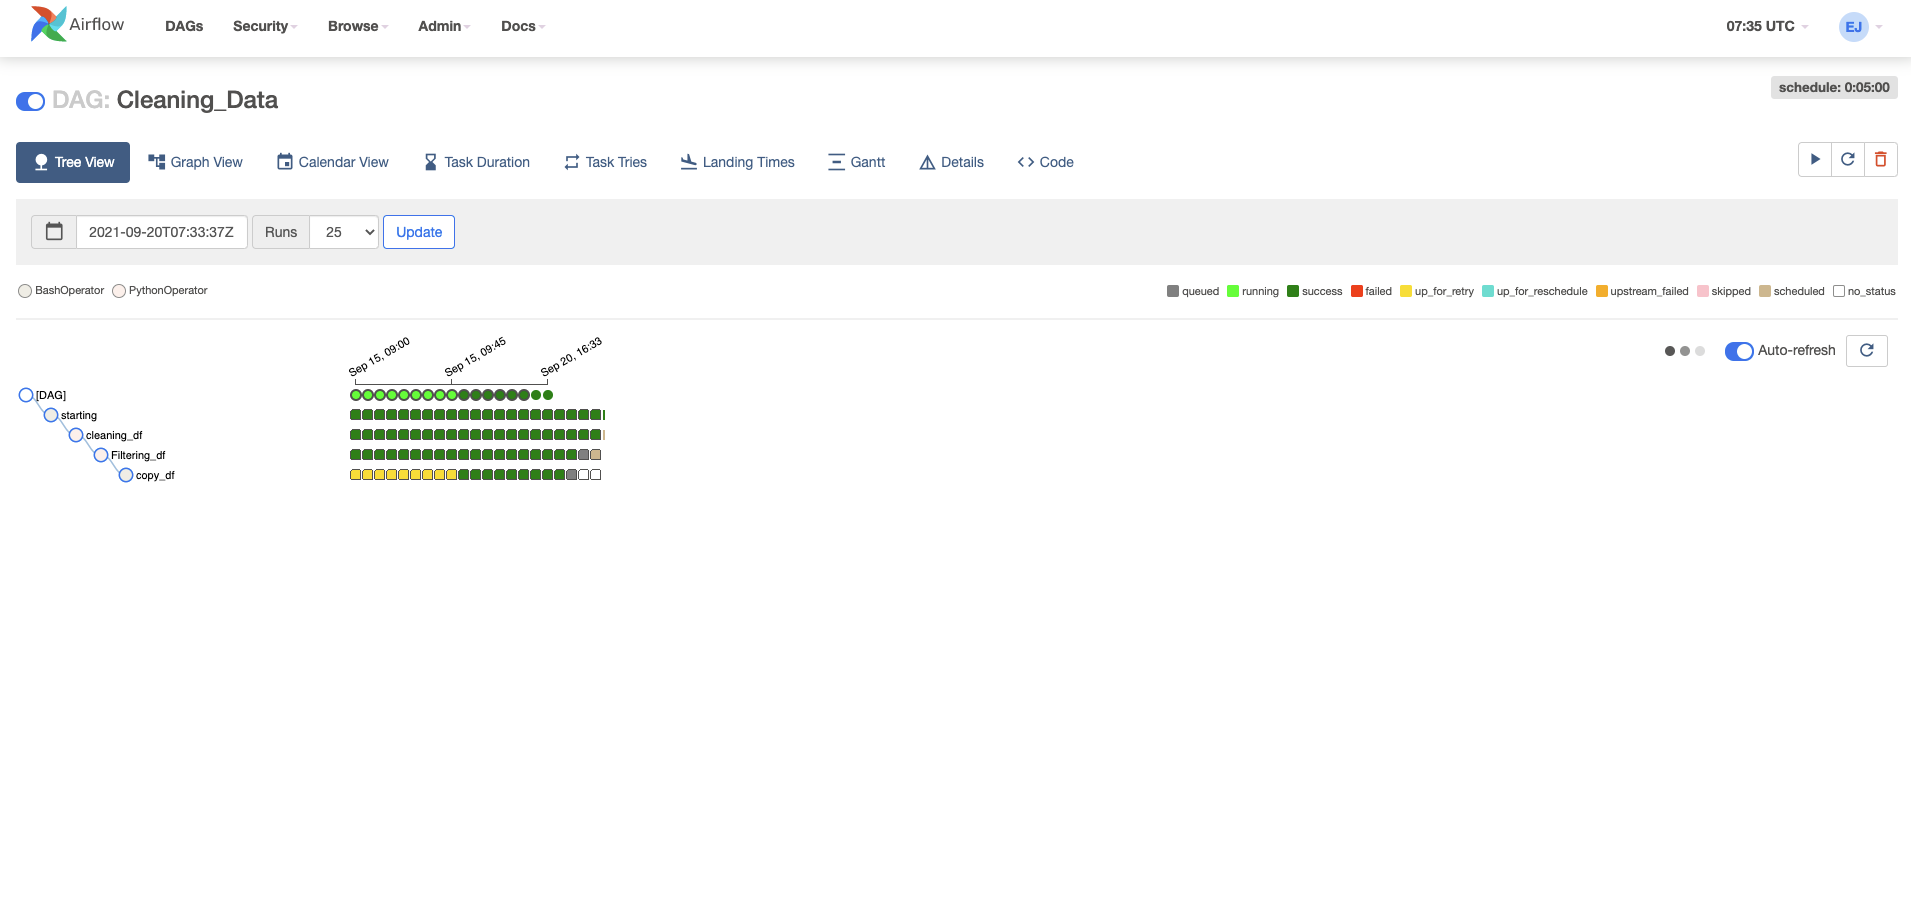 Airflow DAGs Security Browse Admin Docs 07:35 UTC EJ
DAG: Cleaning_Data schedule: 0:05:00
Tree View Graph View Calendar View Task Duration Task Tries Landing Times Gantt Details Code
2021-09-20T07:33:37Z Runs 25 Update
BashOperator PythonOperator queued running success failed up_for_retry up_for_reschedule upstream_failed skipped scheduled no_status
Sep 15, 09:00 Sep 15, 09:45 Sep 20, 16:33 Auto-refresh
[DAG]
starting
cleaning_df
Filtering_df
copy_df